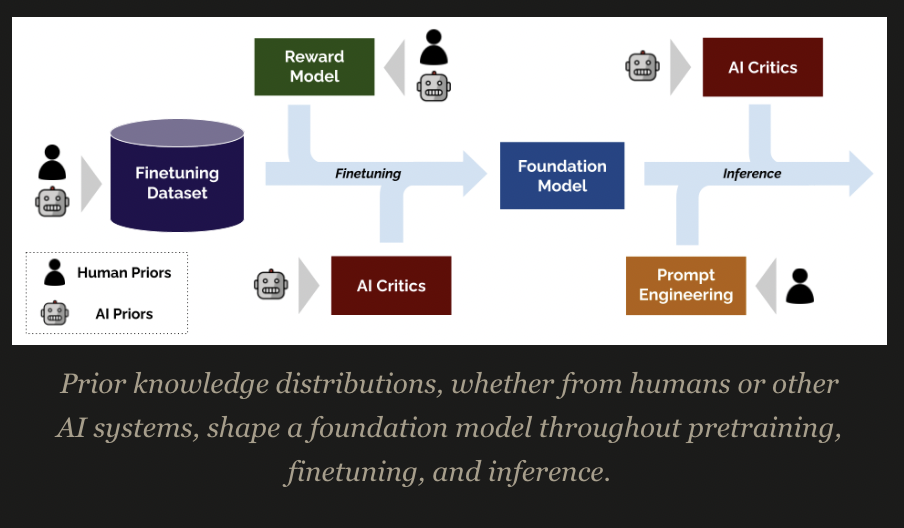 Reward
Model
AI Critics
Finetuning
Dataset
Finetuning
Foundation
Model
Inference
Human Priors
AI Priors
AI Critics
Prompt
Engineering
Prior knowledge distributions, whether from humans or other
AI systems, shape a foundation model throughout pretraining,
finetuning, and inference.